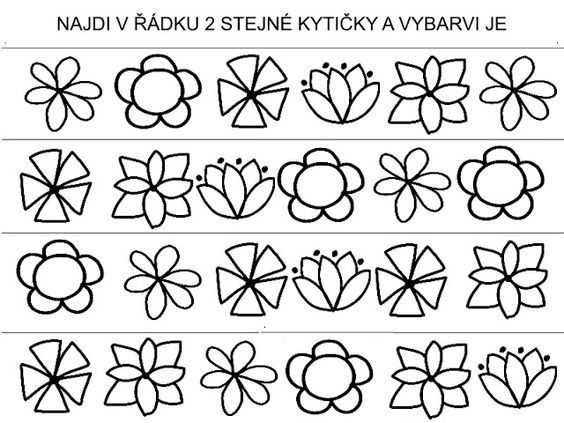 NAJDI V ŘÁDKU 2 STEJNÉ KYTIČKY A VYBARVI JE